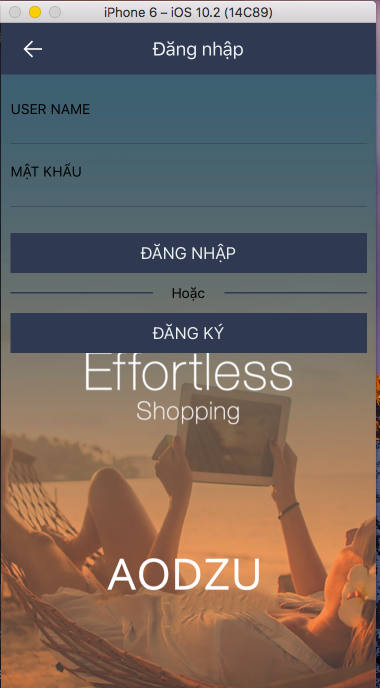 iPhone 6 – iOS 10.2 (14C89)
Đăng nhập
USER NAME
MẬT KHẨU
ĐĂNG NHẬP
Hoặc
ĐĂNG KÝ
Effortless
Shopping
AODZU